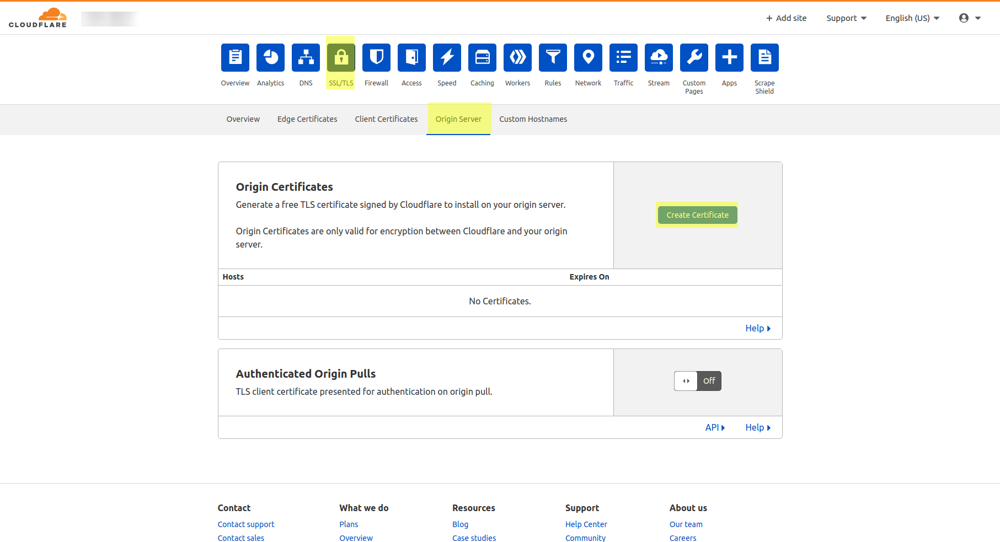 CLOUDFLARE
+ Add site Support English (US)
Overview Analytics DNS SSL/TLS Firewall Access Speed Caching Workers Rules Network Traffic Stream Custom Pages Apps Scrape Shield
Overview Edge Certificates Client Certificates Origin Server Custom Hostnames
Origin Certificates
Generate a free TLS certificate signed by Cloudflare to install on your origin server.
Origin Certificates are only valid for encryption between Cloudflare and your origin
server.
Create Certificate
Hosts Expires On
No Certificates.
Help
Authenticated Origin Pulls
TLS client certificate presented for authentication on origin pull.
Off
API Help
Contact What we do Resources Support About us
Contact support Plans Blog Help Center Our team
Contact sales Overview Case studies Community Careers